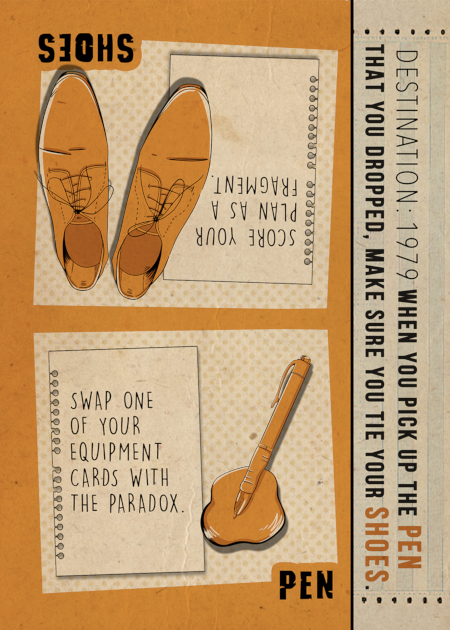 SHOES
SCORE YOUR
PLAN AS A
FRAGMENT.
SWAP ONE
OF YOUR
EQUIPMENT
CARDS WITH
THE PARADOX.
PEN
DESTINATION: 1979 WHEN YOU PICK UP THE PEN
THAT YOU DROPPED, MAKE SURE YOU TIE YOUR SHOES.